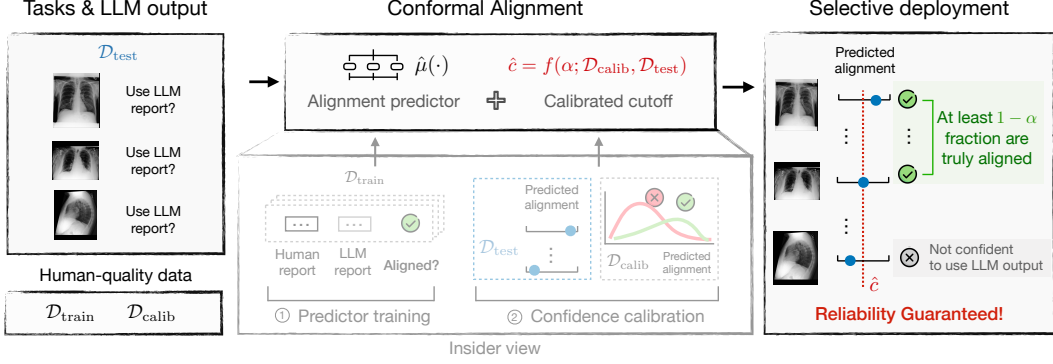 Tasks & LLM output
Conformal Alignment
Selective deployment
𝒟test
Use LLM
report?
Use LLM
report?
Use LLM
report?
Human-quality data
𝒟train
𝒟calib
μ̂(·)
ĉ = f(α; 𝒟calib, 𝒟test)
Alignment predictor
Calibrated cutoff
𝒟train
...
...
Human
report
LLM
report
Aligned?
① Predictor training
Predicted
alignment
𝒟test
𝒟calib
Predicted
alignment
② Confidence calibration
Insider view
Predicted
alignment
At least 1 − α
fraction are
truly aligned
Not confident
to use LLM output
ĉ
Reliability Guaranteed!